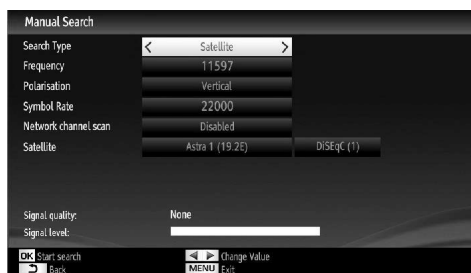 Manual Search
Search Type < Satellite >
Frequency 11597
Polarisation Vertical
Symbol Rate 22000
Network channel scan Disabled
Satellite Astra 1 (19.2E) DiSEqC (1)
Signal quality: None
Signal level:
OK Start search Change Value
Back MENU Exit